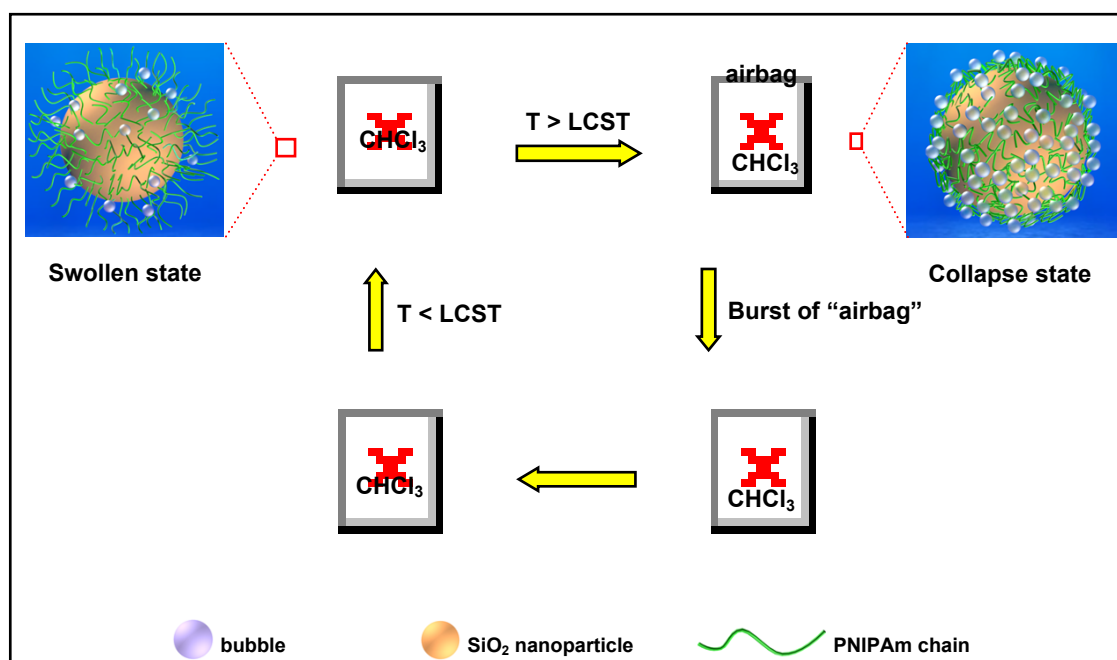 airbag
CHCl₃
T > LCST
CHCl₃
Swollen state
Collapse state
T < LCST
Burst of “airbag”
CHCl₃
CHCl₃
bubble
SiO₂ nanoparticle
PNIPAm chain